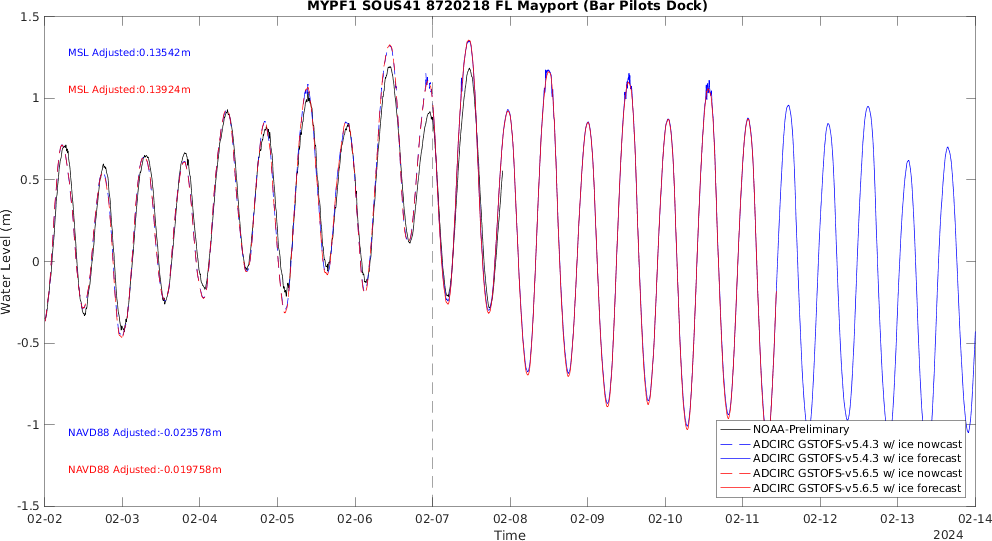 MYPF1 SOUS41 8720218 FL Mayport (Bar Pilots Dock)
1.5
1
0.5
0
-0.5
-1
-1.5
Water Level (m)
MSL Adjusted:0.13542m
MSL Adjusted:0.13924m
NAVD88 Adjusted:-0.023578m
NAVD88 Adjusted:-0.019758m
NOAA-Preliminary
ADCIRC GSTOFS-v5.4.3 w/ ice nowcast
ADCIRC GSTOFS-v5.4.3 w/ ice forecast
ADCIRC GSTOFS-v5.6.5 w/ ice nowcast
ADCIRC GSTOFS-v5.6.5 w/ ice forecast
02-02 02-03 02-04 02-05 02-06 02-07 02-08 02-09 02-10 02-11 02-12 02-13 02-14
Time
2024